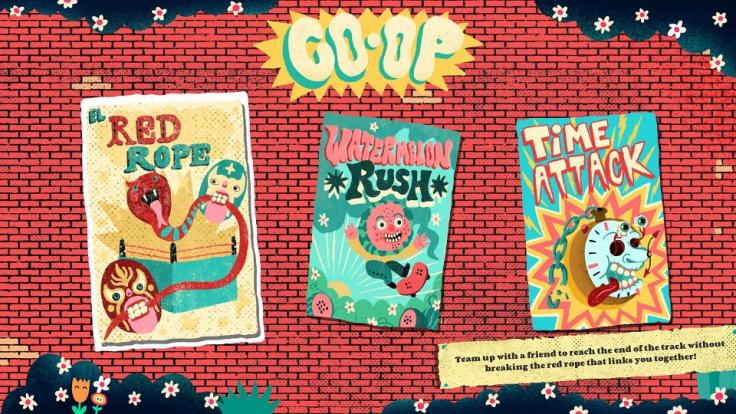 CO-OP
EL
RED
ROPE
WATERMELON
RUSH
TiME
ATTACK
Team up with a friend to reach the end of the track without
breaking the red rope that links you together!